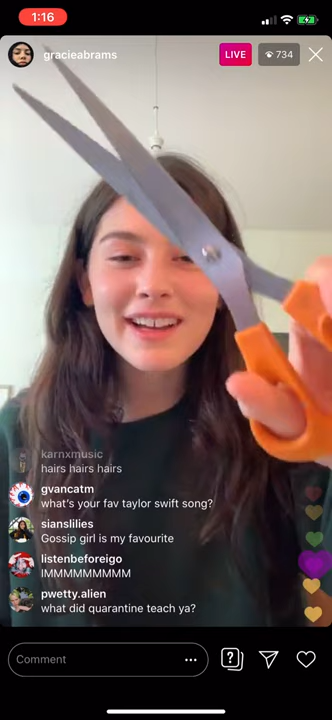 1:16
gracieabrams
LIVE
734
karnxmusic
hairs hairs hairs
gvancatm
what's your fav taylor swift song?
sianslilies
Gossip girl is my favourite
listenbeforeigo
IMMMMMMMMM
pwetty.alien
what did quarantine teach ya?
Comment